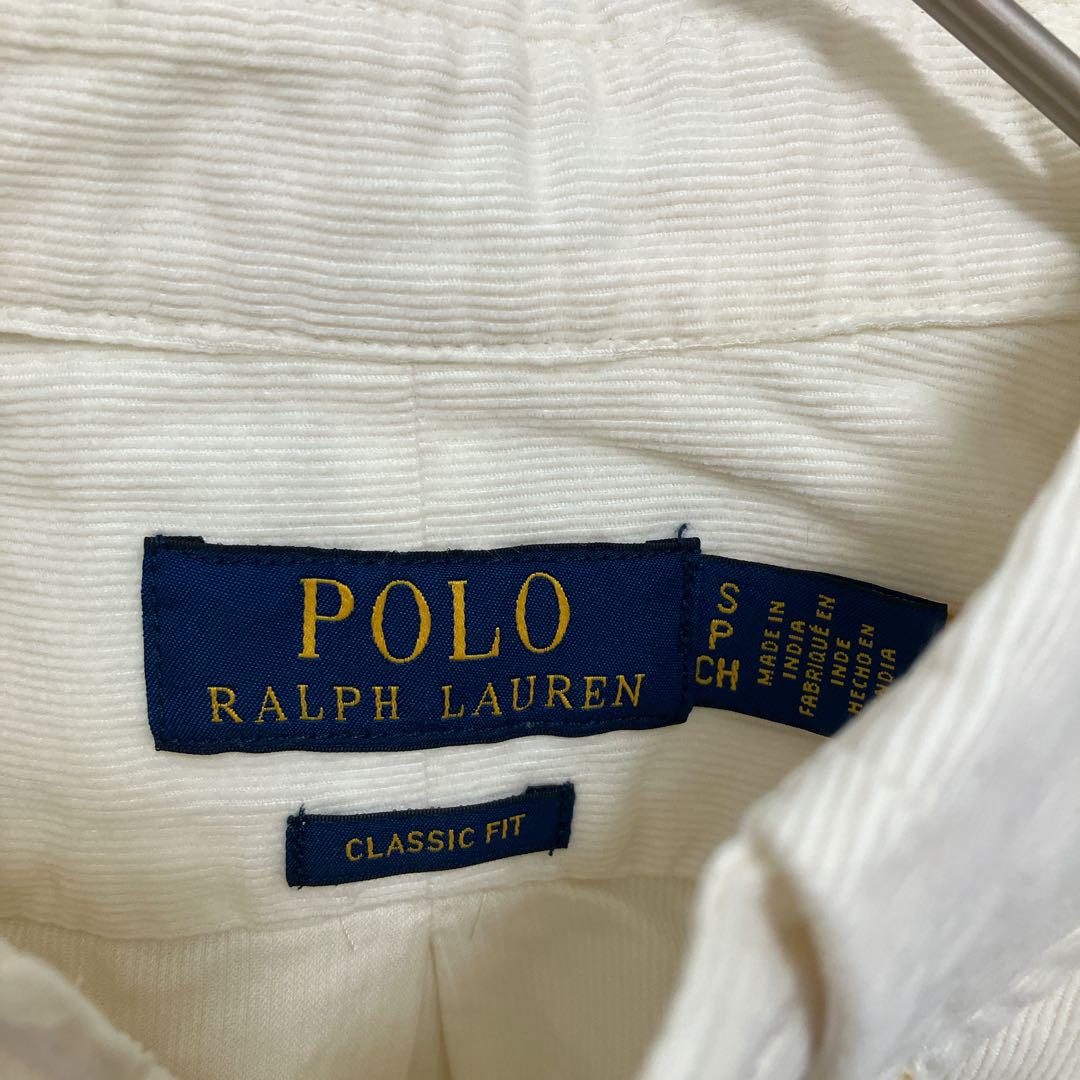 POLO
RALPH LAUREN
S
P
CH
MADE IN
INDIA
FABRIQUÉ EN
INDE
HECHO EN
INDIA
CLASSIC FIT